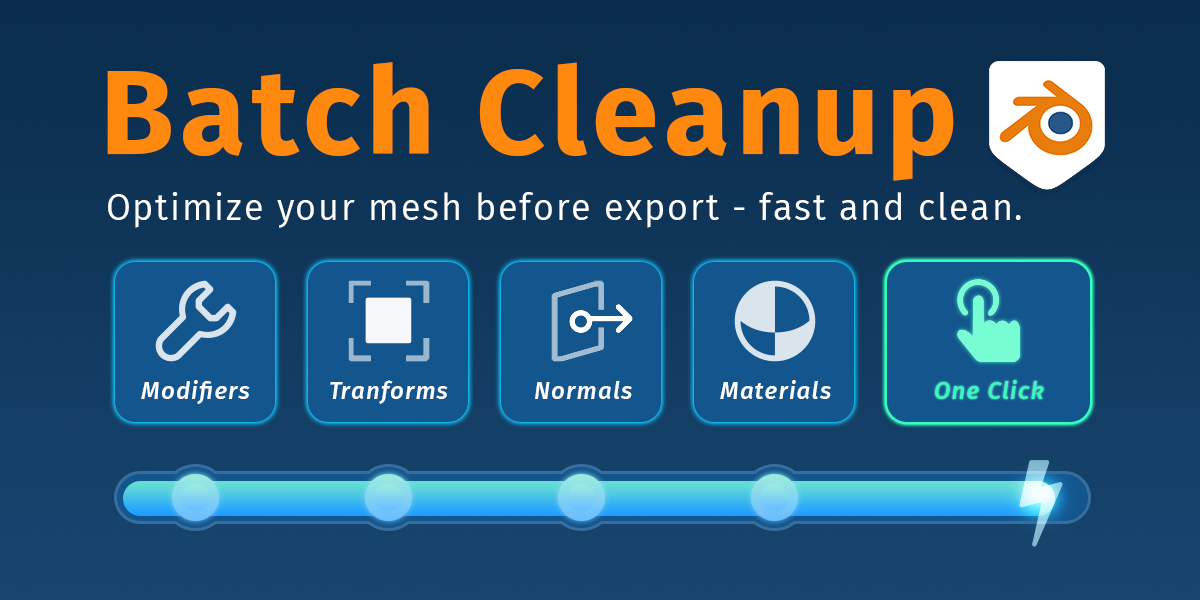 Batch Cleanup
Optimize your mesh before export - fast and clean.
Modifiers
Tranforms
Normals
Materials
One Click